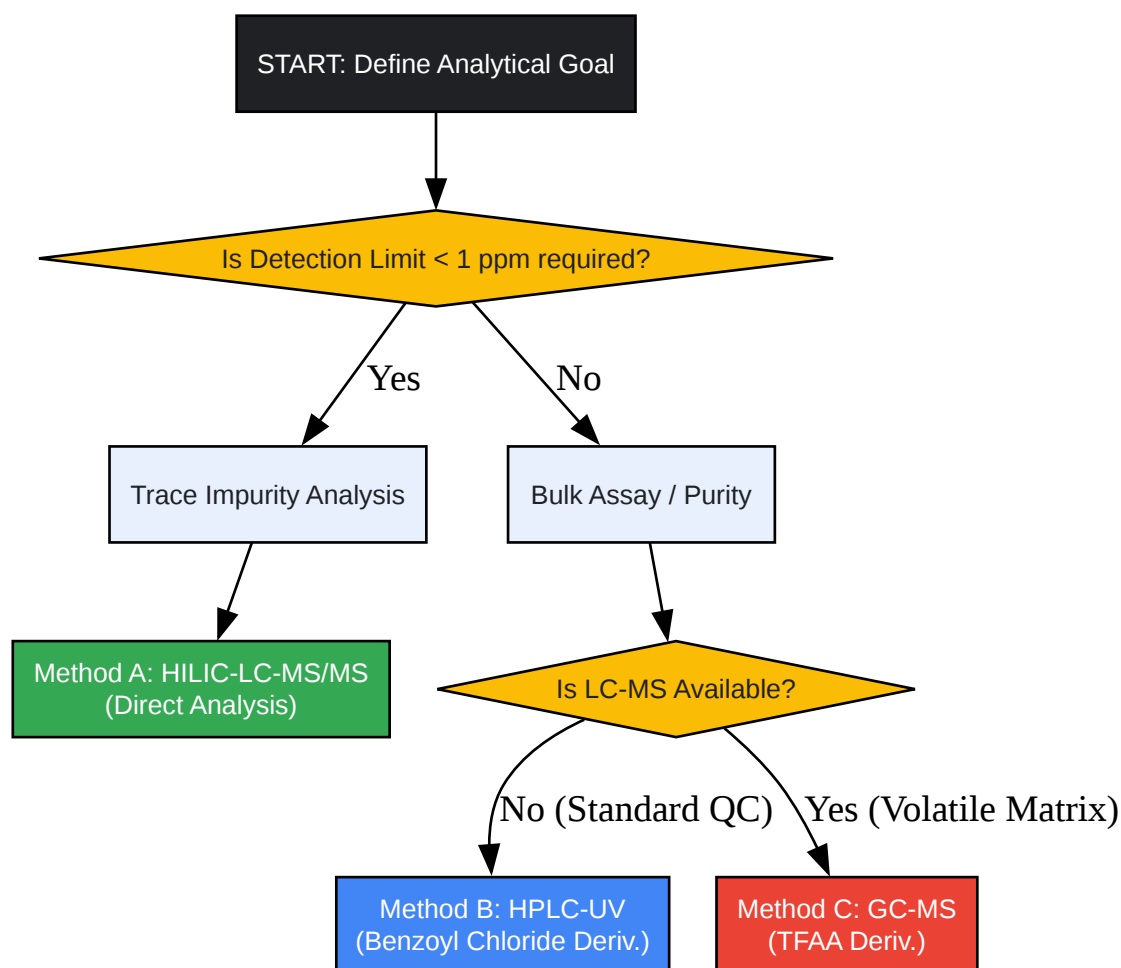 START: Define Analytical Goal
Is Detection Limit < 1 ppm required?
Yes
No
Trace Impurity Analysis
Bulk Assay / Purity
Method A: HILIC-LC-MS/MS
(Direct Analysis)
Is LC-MS Available?
No (Standard QC)
Yes (Volatile Matrix)
Method B: HPLC-UV
(Benzoyl Chloride Deriv.)
Method C: GC-MS
(TFAA Deriv.)